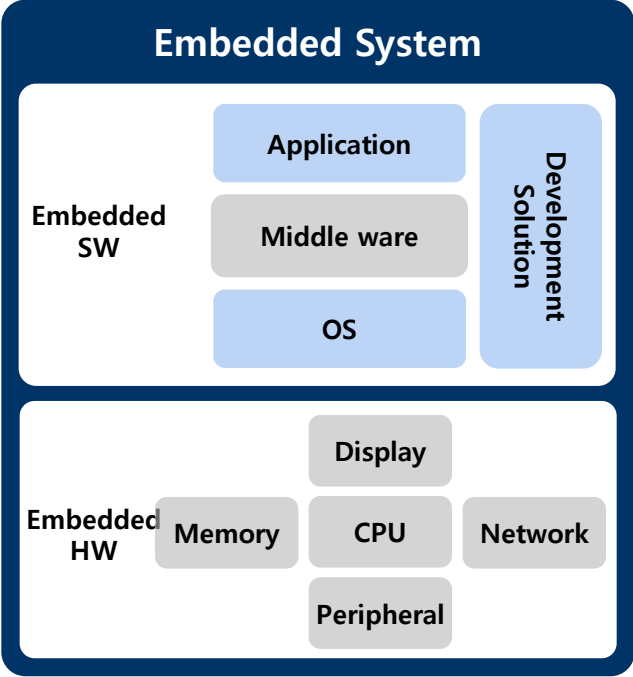 Embedded System
Embedded
SW
Application
Middle ware
OS
Development
Solution
Embedded
HW
Display
Memory
CPU
Network
Peripheral